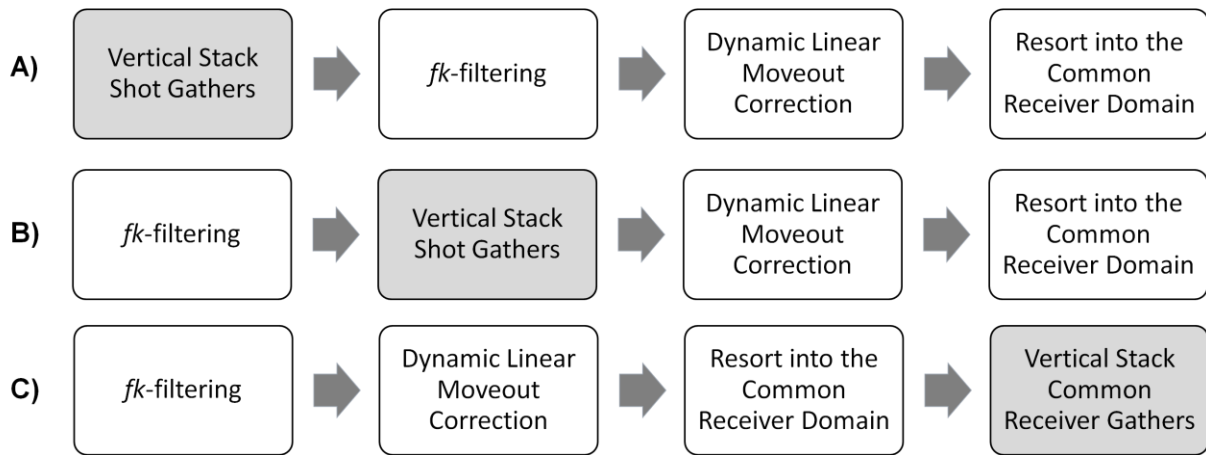 A)
Vertical Stack
Shot Gathers
fk-filtering
Dynamic Linear
Moveout
Correction
Resort into the
Common
Receiver Domain
B)
fk-filtering
Vertical Stack
Shot Gathers
Dynamic Linear
Moveout
Correction
Resort into the
Common
Receiver Domain
C)
fk-filtering
Dynamic Linear
Moveout
Correction
Resort into the
Common
Receiver Domain
Vertical Stack
Common
Receiver Gathers